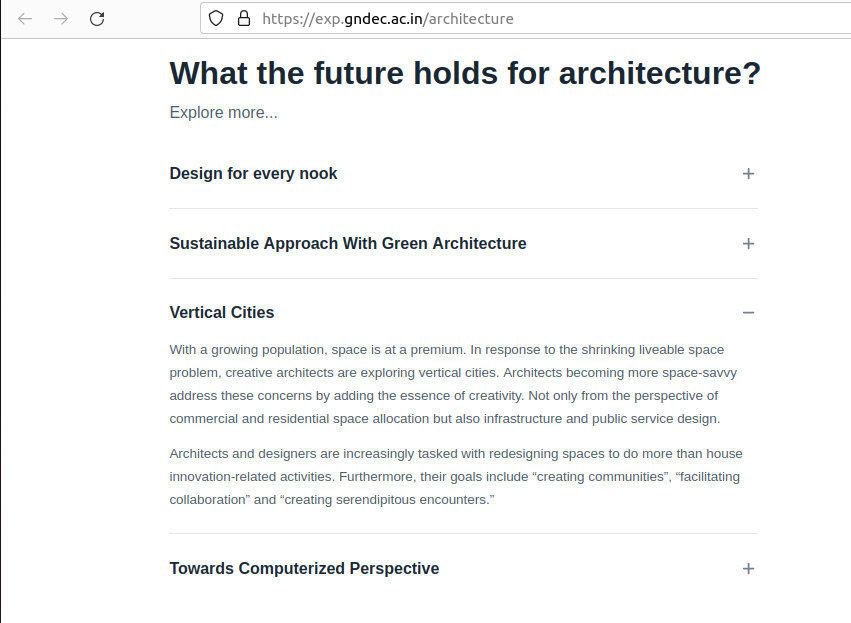 https://exp.gndec.ac.in/architecture
What the future holds for architecture?
Explore more...
Design for every nook
+
Sustainable Approach With Green Architecture
+
Vertical Cities
−
With a growing population, space is at a premium. In response to the shrinking liveable space
problem, creative architects are exploring vertical cities. Architects becoming more space-savvy
address these concerns by adding the essence of creativity. Not only from the perspective of
commercial and residential space allocation but also infrastructure and public service design.
Architects and designers are increasingly tasked with redesigning spaces to do more than house
innovation-related activities. Furthermore, their goals include “creating communities”, “facilitating
collaboration” and “creating serendipitous encounters.”
Towards Computerized Perspective
+